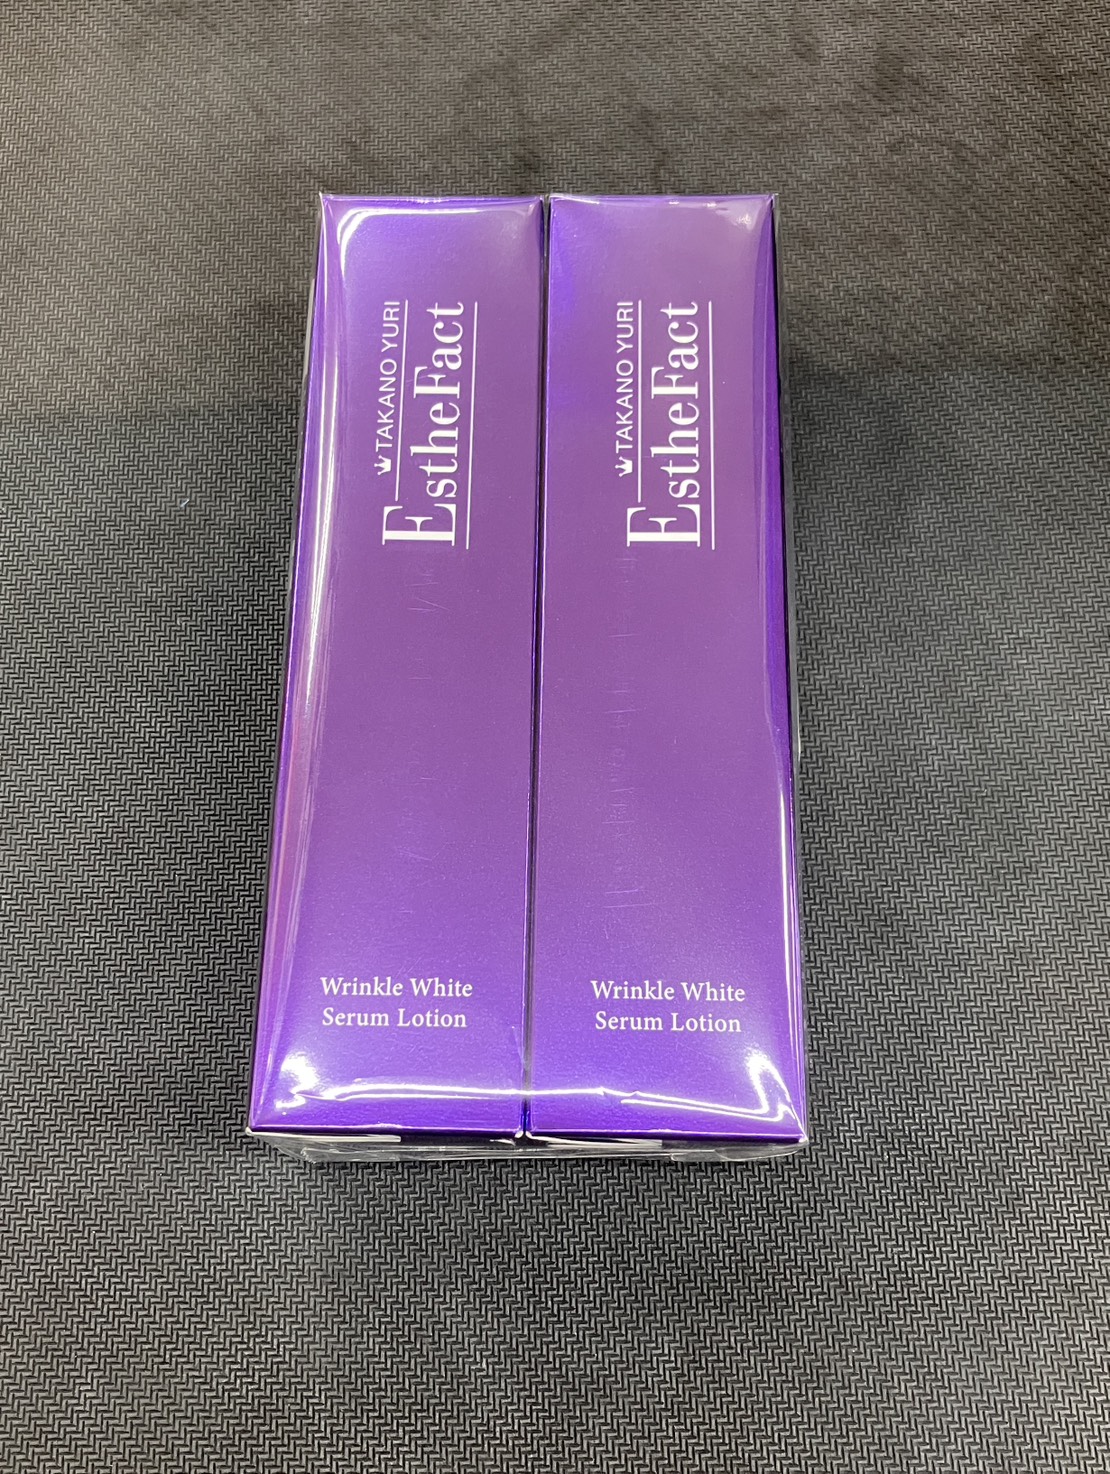 TAKANO YURI
EstheFact
Wrinkle White
Serum Lotion
TAKANO YURI
EstheFact
Wrinkle White
Serum Lotion